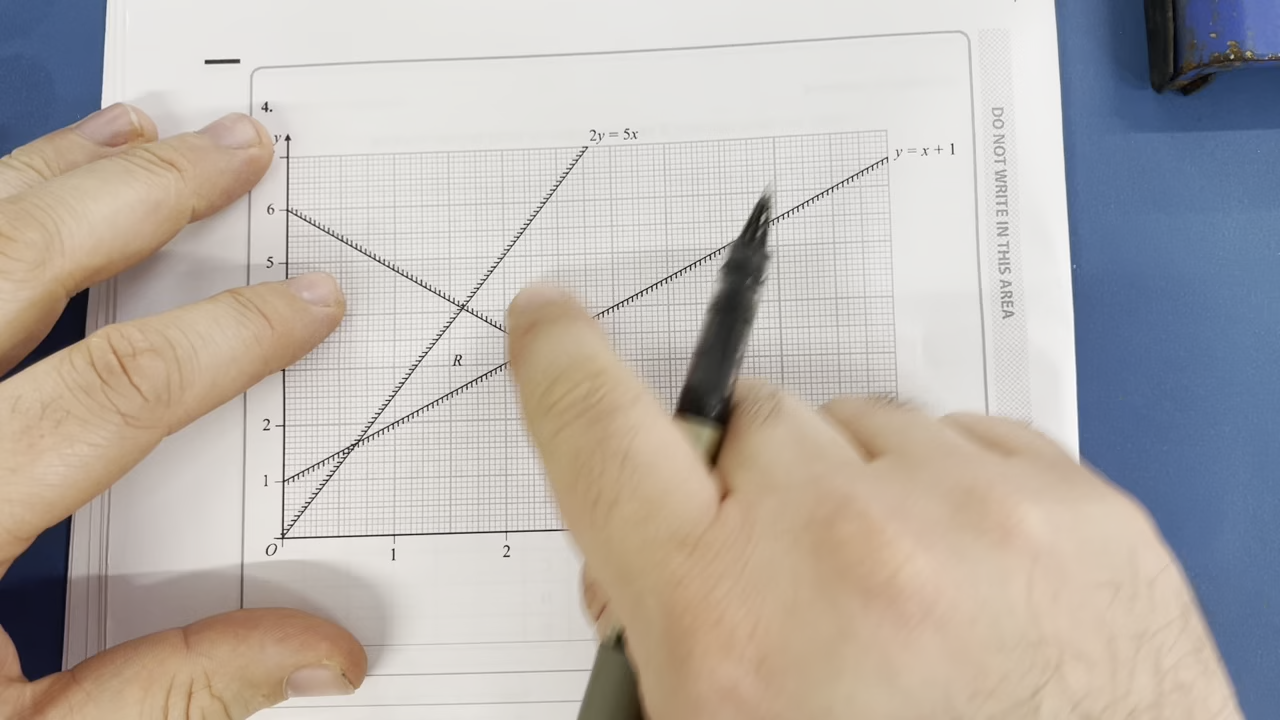 4.
y
2y = 5x
y = x + 1
6
5
R
2
1
O
1
2
DO NOT WRITE IN THIS AREA